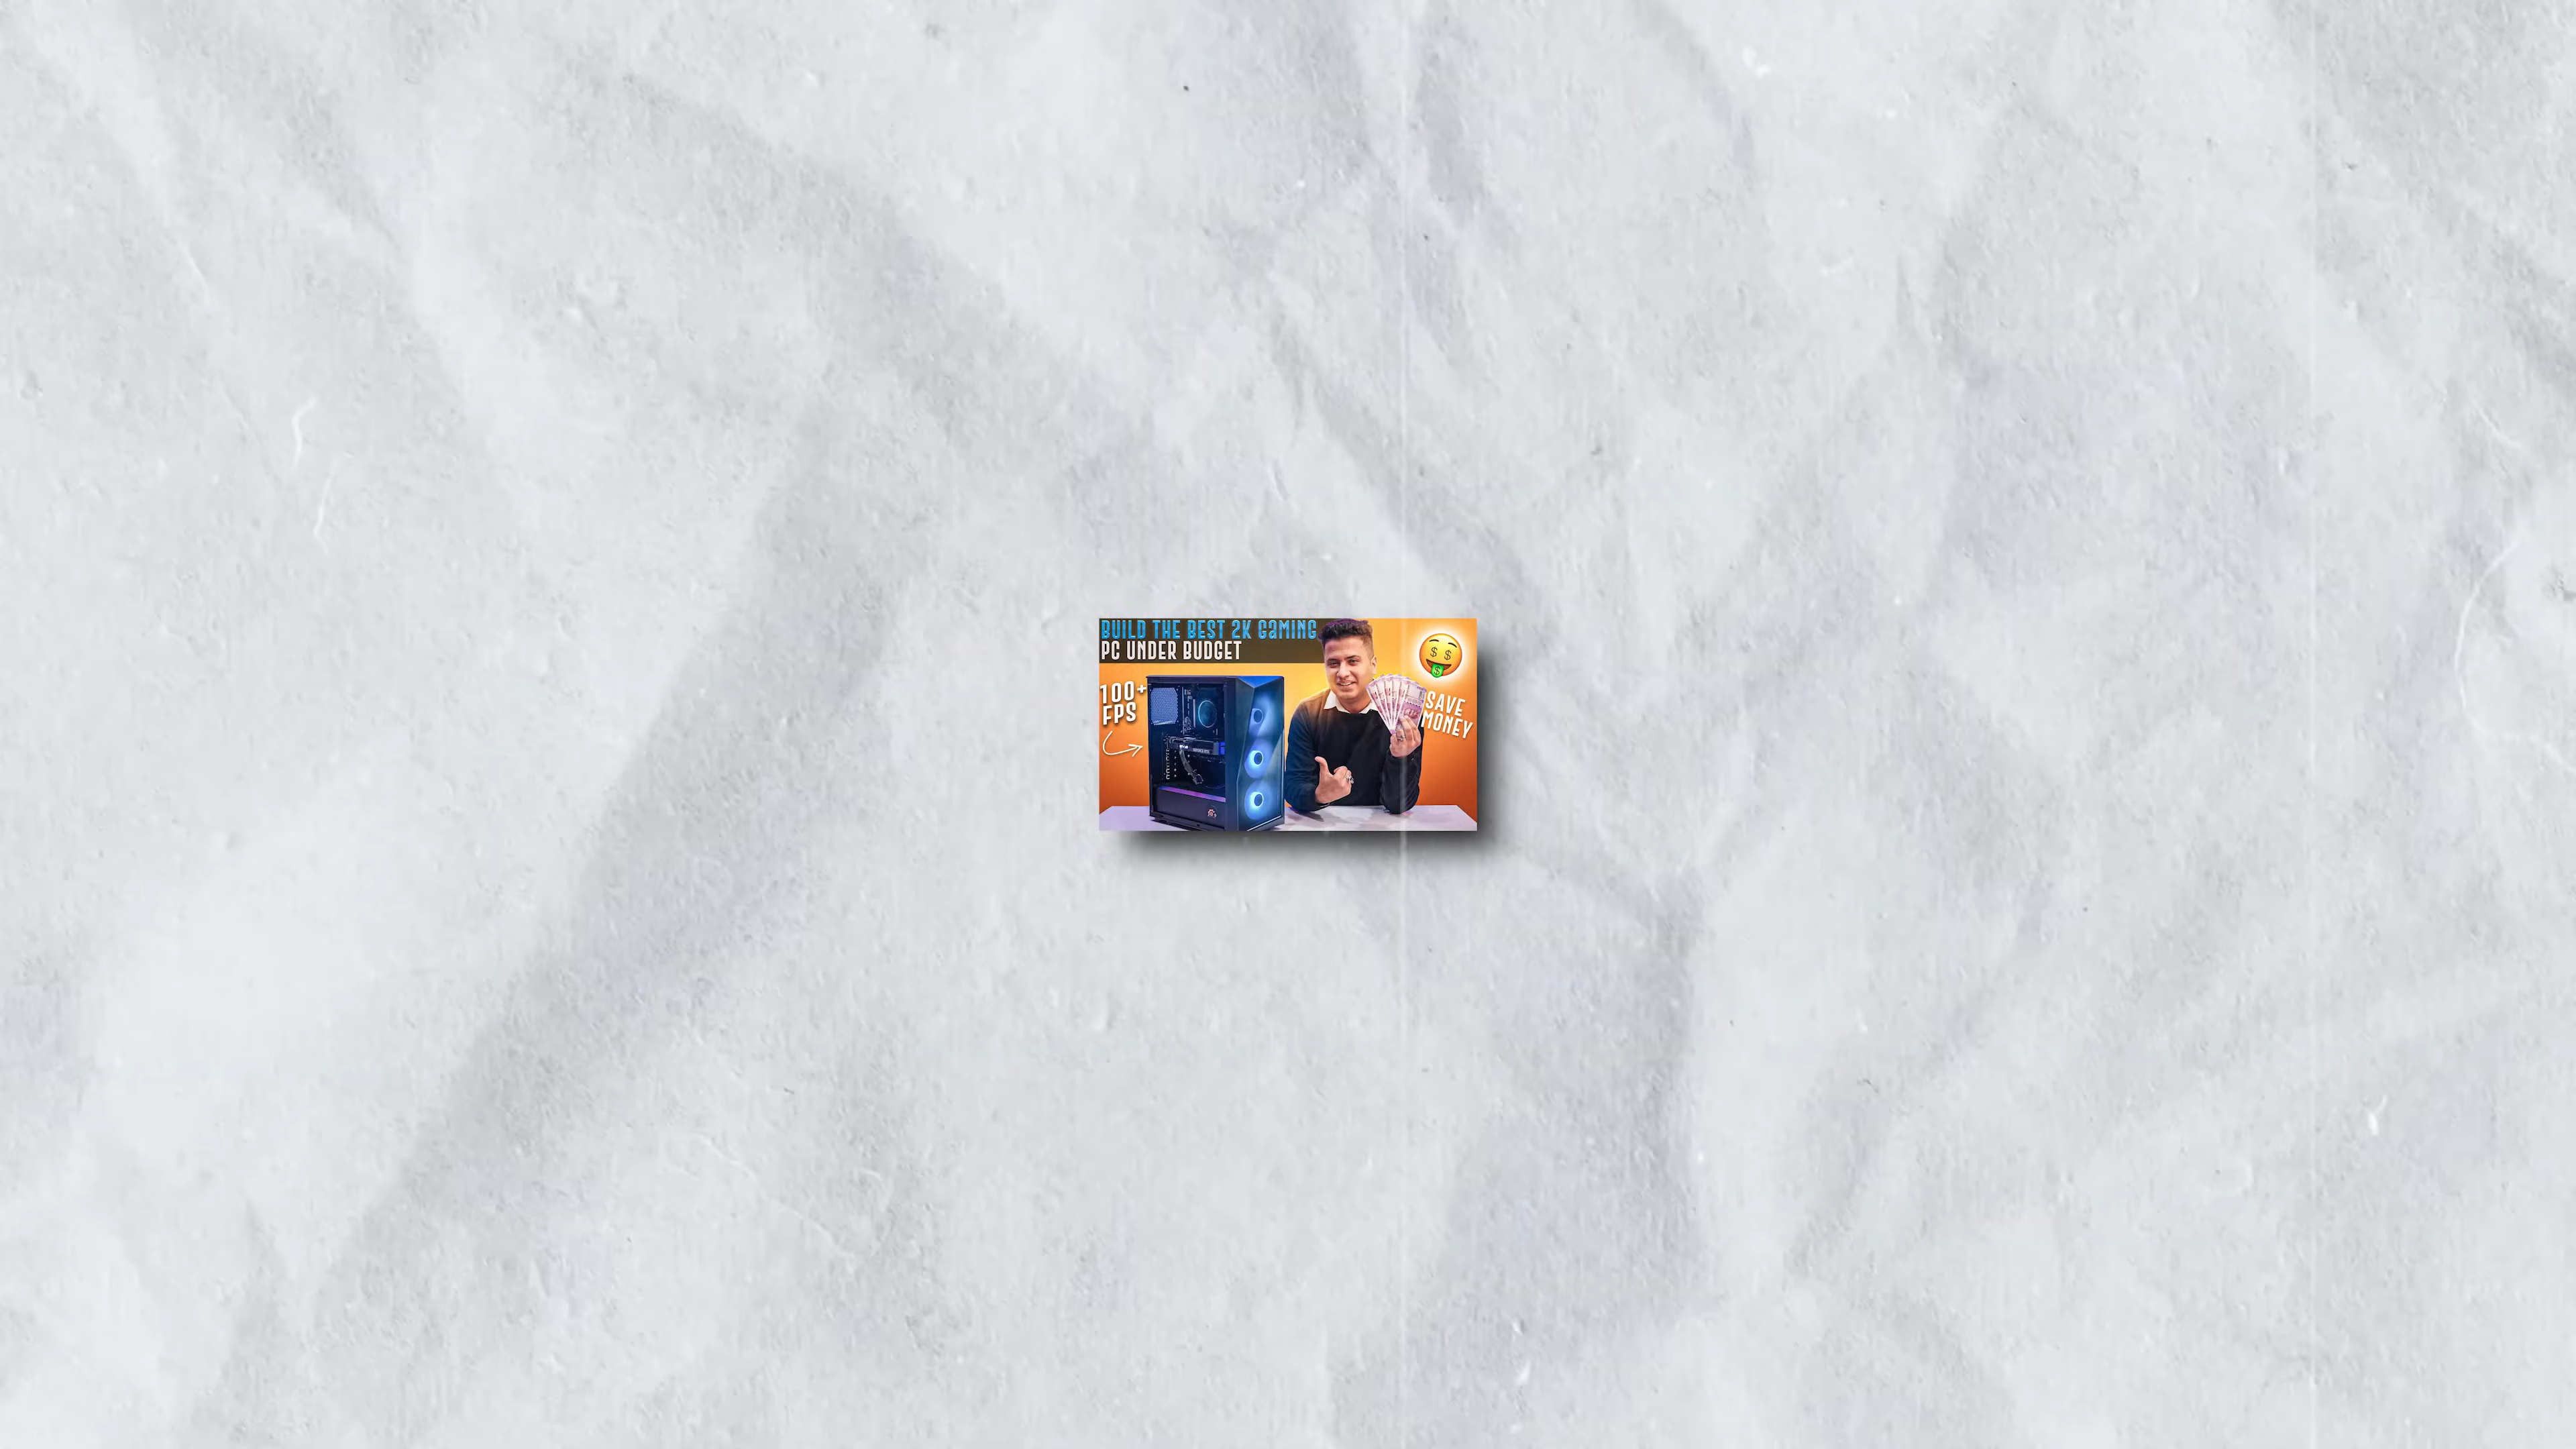 BUILD THE BEST 2K GAMING
PC UNDER BUDGET
100+
FPS
SAVE
MONEY